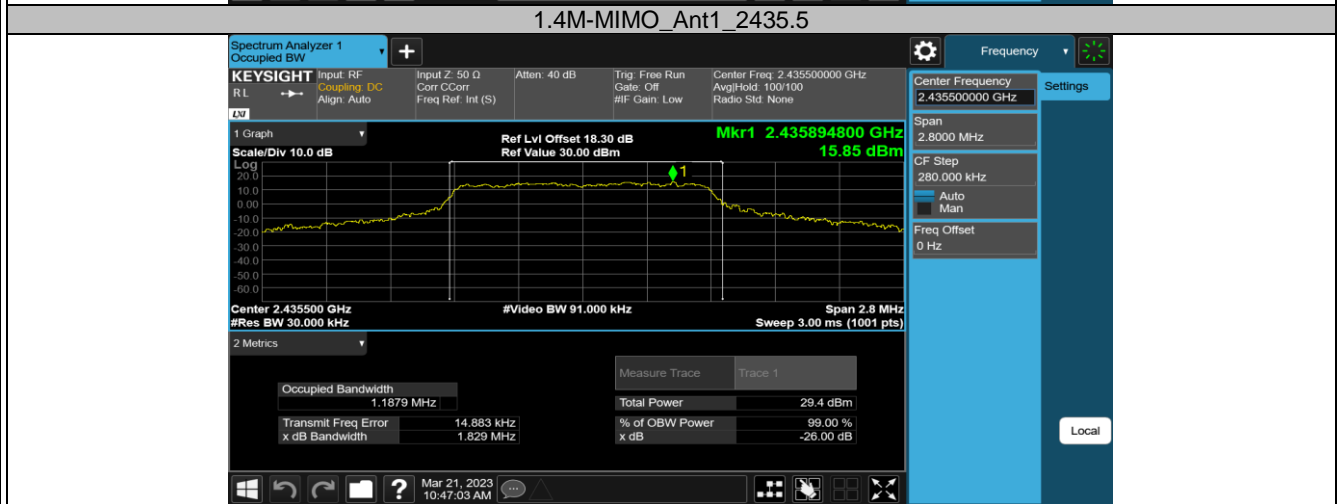 1.4M-MIMO_Ant1_2435.5
Spectrum Analyzer 1
Occupied BW
Frequency
KEYSIGHT
R L
LXI
Input: RF
Coupling: DC
Align: Auto
Input Z: 50 Ω
Corr CCorr
Freq Ref: Int (S)
Atten: 40 dB
Trig: Free Run
Gate: Off
#IF Gain: Low
Center Freq: 2.435500000 GHz
Avg|Hold: 100/100
Radio Std: None
Center Frequency
2.435500000 GHz
Settings
Span
2.8000 MHz
CF Step
280.000 kHz
Auto
Man
Freq Offset
0 Hz
1 Graph
Scale/Div 10.0 dB
Ref Lvl Offset 18.30 dB
Ref Value 30.00 dBm
Mkr1 2.435894800 GHz
15.85 dBm
Log
20.0
10.0
0.00
-10.0
-20.0
-30.0
-40.0
-50.0
-60.0
1
Center 2.435500 GHz
#Video BW 91.000 kHz
Span 2.8 MHz
#Res BW 30.000 kHz
Sweep 3.00 ms (1001 pts)
2 Metrics
Measure Trace Trace 1
Occupied Bandwidth
1.1879 MHz
Total Power 29.4 dBm
Transmit Freq Error 14.883 kHz
% of OBW Power 99.00 %
x dB Bandwidth 1.829 MHz
x dB -26.00 dB
Local
?
Mar 21, 2023
10:47:03 AM